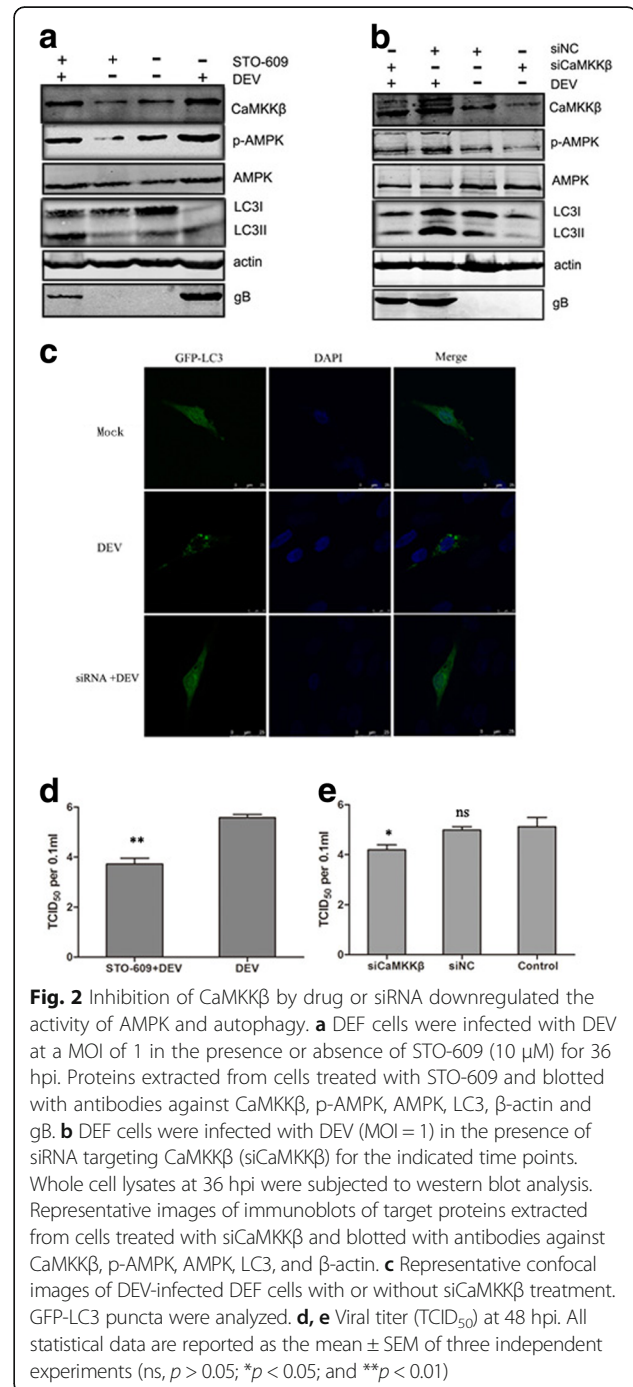 a
STO-609 + + - -
DEV + - - +
CaMKKβ
p-AMPK
AMPK
LC3I
LC3II
actin
gB
b
- + + - siNC
+ - - + siCaMKKβ
+ + - - DEV
CaMKKβ
p-AMPK
AMPK
LC3I
LC3II
actin
gB
c
GFP-LC3 DAPI Merge
Mock
DEV
siRNA +DEV
d
TCID50 per 0.1ml
6
4
2
0
**
STO-609+DEV DEV
e
TCID50 per 0.1ml
6
4
2
0
* ns
siCaMKKβ siNC Control
Fig. 2 Inhibition of CaMKKβ by drug or siRNA downregulated the
activity of AMPK and autophagy. a DEF cells were infected with DEV
at a MOI of 1 in the presence or absence of STO-609 (10 μM) for 36
hpi. Proteins extracted from cells treated with STO-609 and blotted
with antibodies against CaMKKβ, p-AMPK, AMPK, LC3, β-actin and
gB. b DEF cells were infected with DEV (MOI = 1) in the presence of
siRNA targeting CaMKKβ (siCaMKKβ) for the indicated time points.
Whole cell lysates at 36 hpi were subjected to western blot analysis.
Representative images of immunoblots of target proteins extracted
from cells treated with siCaMKKβ and blotted with antibodies against
CaMKKβ, p-AMPK, AMPK, LC3, and β-actin. c Representative confocal
images of DEV-infected DEF cells with or without siCaMKKβ treatment.
GFP-LC3 puncta were analyzed. d, e Viral titer (TCID50) at 48 hpi. All
statistical data are reported as the mean ± SEM of three independent
experiments (ns, p > 0.05; *p < 0.05; and **p < 0.01)